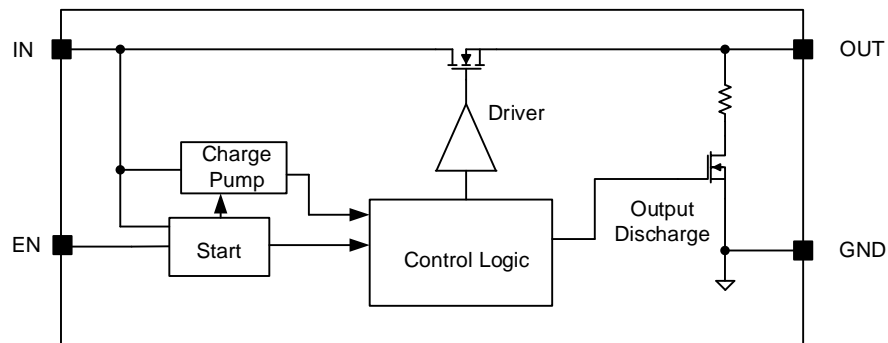 IN
OUT
Driver
Charge
Pump
Output
Discharge
EN
Start
Control Logic
GND